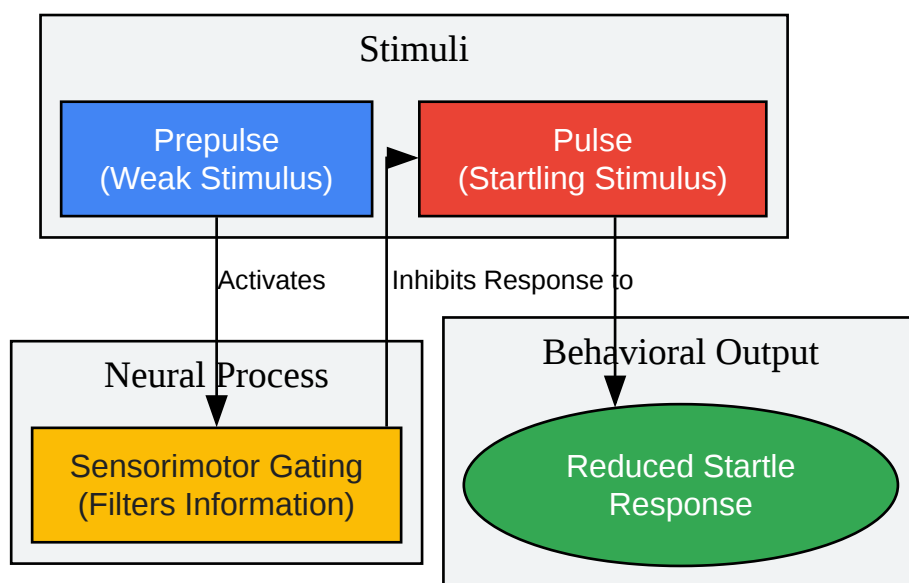 Stimuli
Prepulse
(Weak Stimulus)
Pulse
(Startling Stimulus)
Activates
Inhibits Response to
Neural Process
Sensorimotor Gating
(Filters Information)
Behavioral Output
Reduced Startle
Response